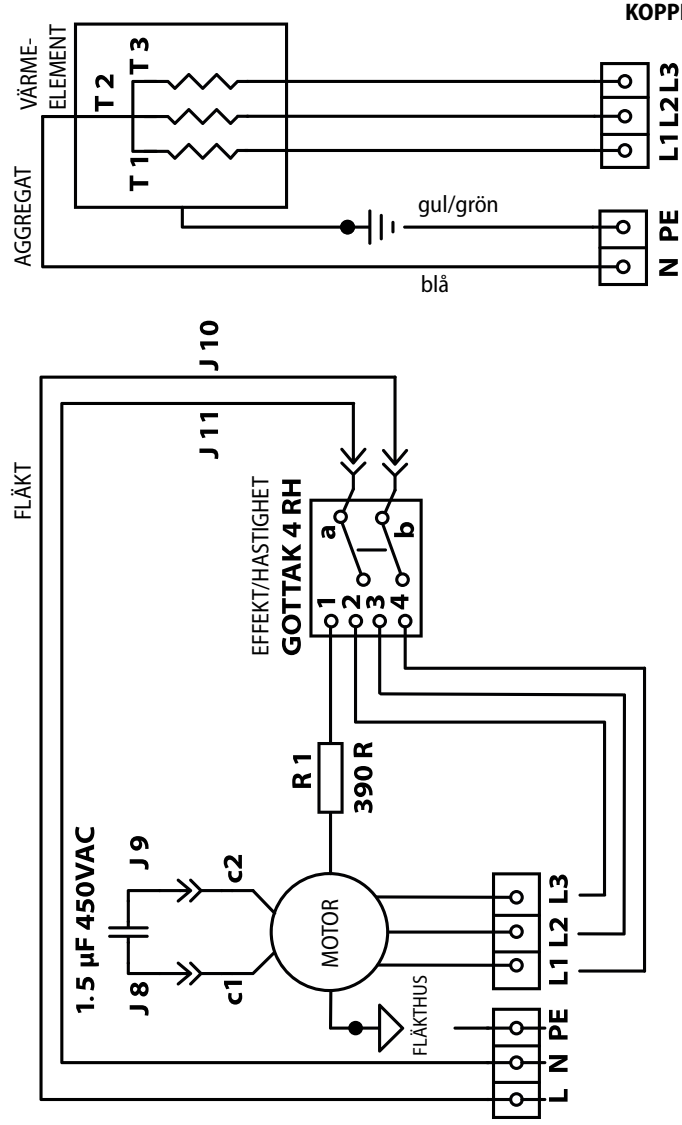 KOPP
VÄRME-
ELEMENT
AGGREGAT
T 1
T 2
T 3
gul/grön
blå
N PE
L1 L2 L3
FLÄKT
J 10
J 11
EFFEKT/HASTIGHET
GOTTAK 4 RH
1
2
3
4
a
b
R 1
390 R
1.5 µF 450VAC
J 8
J 9
c1
c2
MOTOR
FLÄKTHUS
L N PE
L1 L2 L3